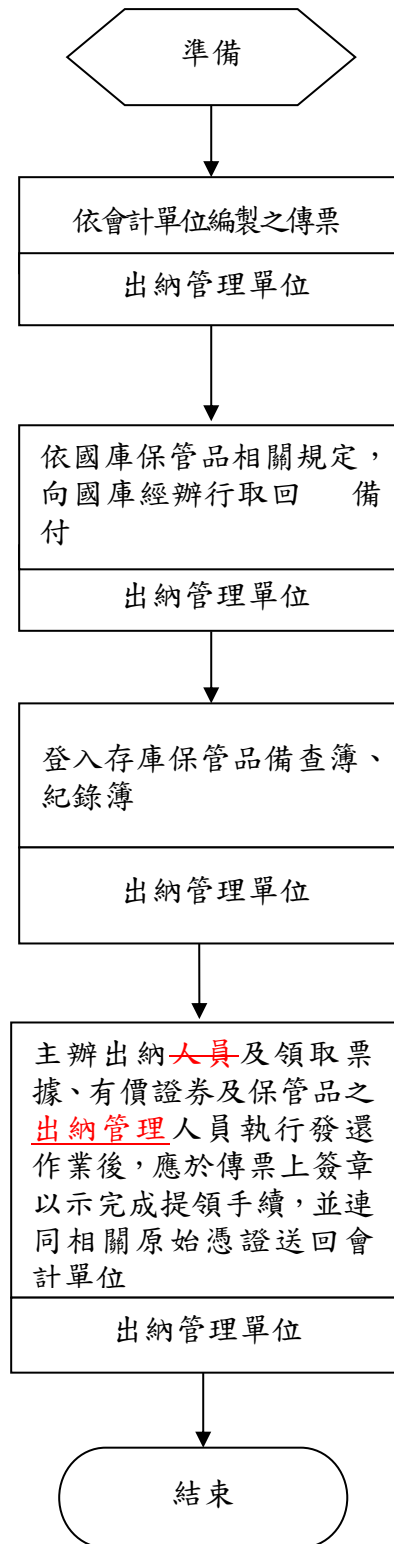 準備
依會計單位編製之傳票
出納管理單位
依國庫保管品相關規定，
向國庫經辦行取回　備
付
出納管理單位
登入存庫保管品備查簿、
紀錄簿
出納管理單位
主辦出納人員及領取票
據、有價證券及保管品之
出納管理人員執行發還
作業後，應於傳票上簽章
以示完成提領手續，並連
同相關原始憑證送回會
計單位
出納管理單位
結束